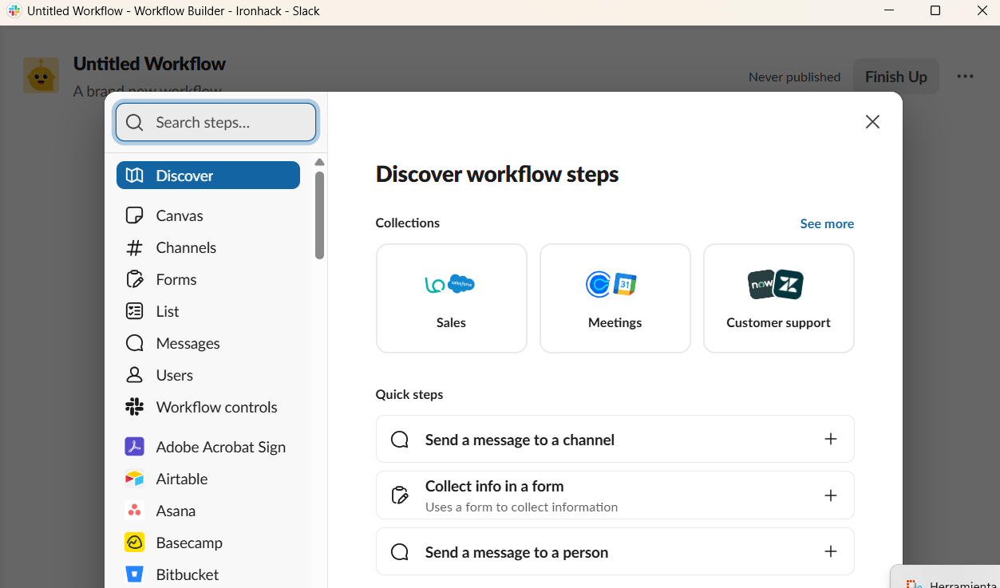 Untitled Workflow - Workflow Builder - Ironhack - Slack
Untitled Workflow
A brand new workflow
Never published
Finish Up
Search steps...
Discover
Canvas
Channels
Forms
List
Messages
Users
Workflow controls
Adobe Acrobat Sign
Airtable
Asana
Basecamp
Bitbucket
Discover workflow steps
Collections
See more
salesforce
Sales
31
Meetings
now
Customer support
Quick steps
Send a message to a channel
Collect info in a form
Uses a form to collect information
Send a message to a person
Herramienta